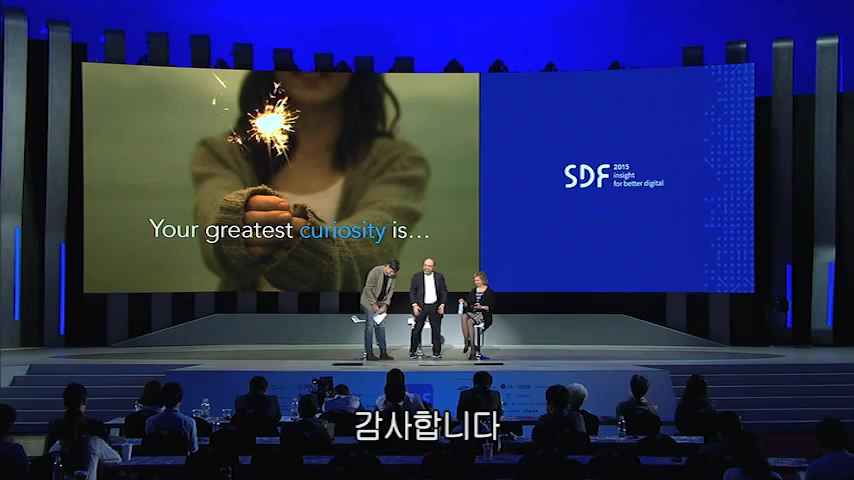 Your greatest curiosity is...
SDF
2015
insight
for better digital
감사합니다